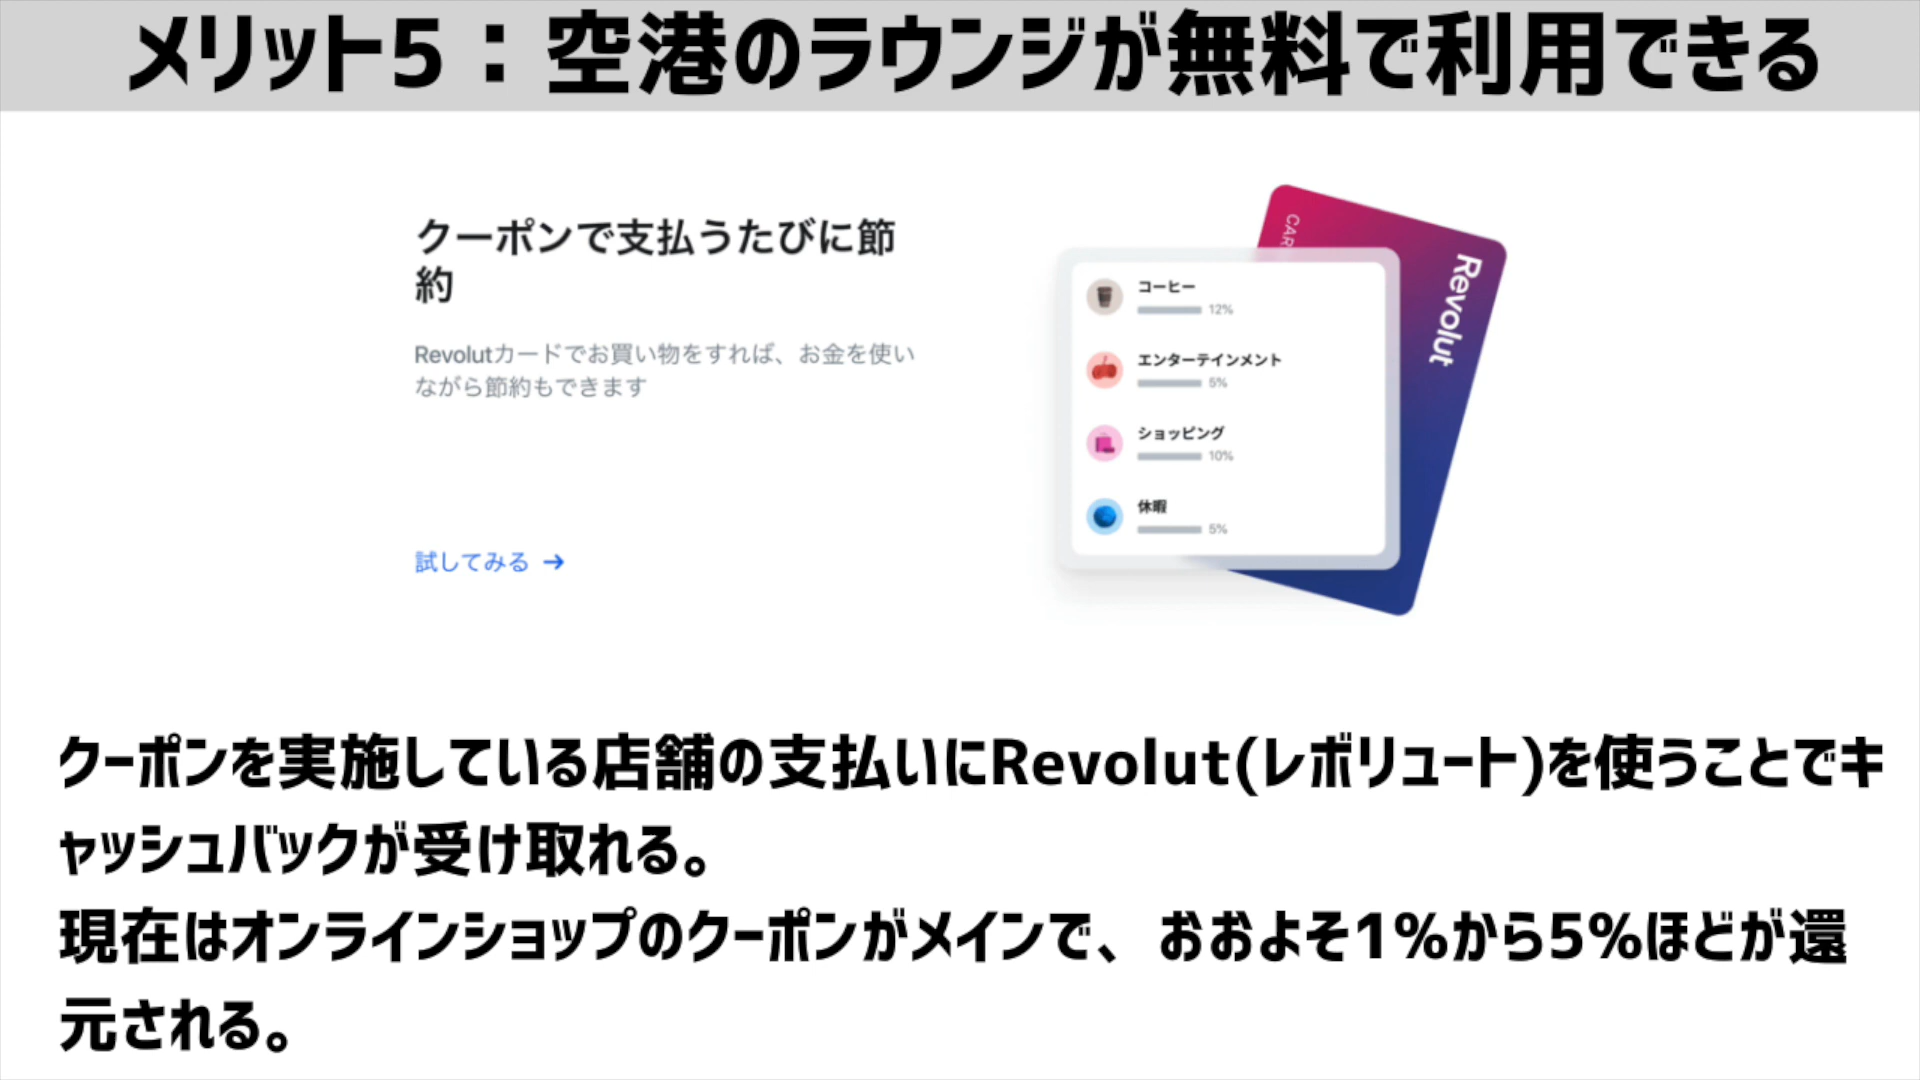 メリット5：空港のラウンジが無料で利用できる
クーポンで支払うたびに節
約
Revolutカードでお買い物をすれば、お金を使い
ながら節約もできます
試してみる →
CAR
Revolut
コーヒー
12%
エンターテインメント
5%
ショッピング
10%
休暇
5%
クーポンを実施している店舗の支払いにRevolut(レボリュート)を使うことでキ
ャッシュバックが受け取れる。
現在はオンラインショップのクーポンがメインで、おおよそ1%から5%ほどが還
元される。